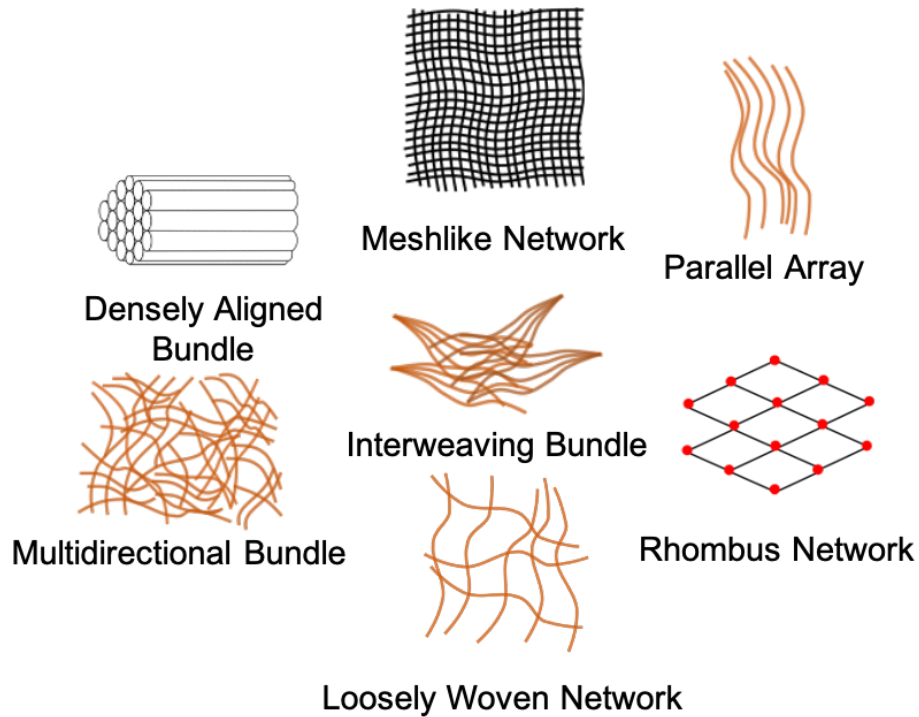 Meshlike Network
Parallel Array
Densely Aligned
Bundle
Interweaving Bundle
Multidirectional Bundle
Rhombus Network
Loosely Woven Network